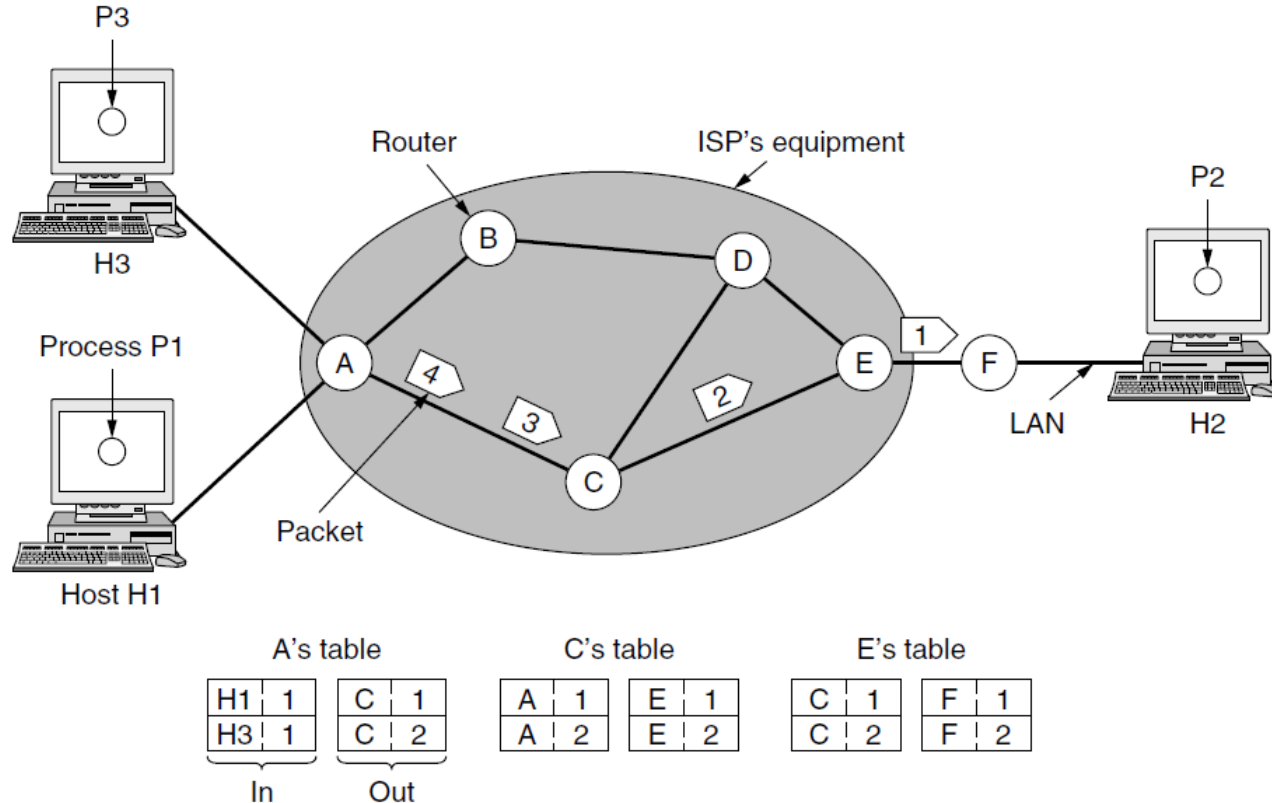 P3
Router
ISP's equipment
P2
B
D
H3
Process P1
A
4
3
2
1
E
F
C
Packet
LAN
H2
Host H1
A's table
C's table
E's table
H1 1 C 1 A 1 E 1 C 1 F 1
H3 1 C 2 A 2 E 2 C 2 F 2
In Out